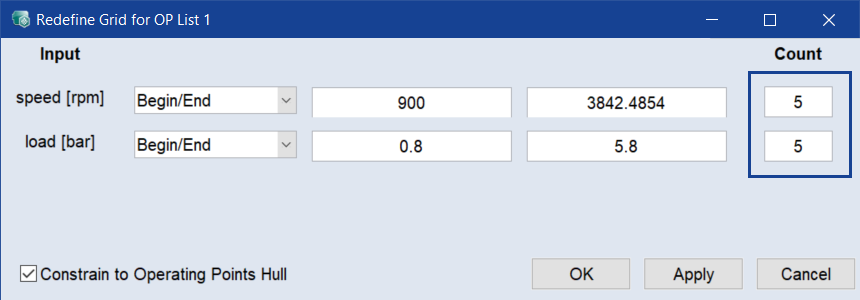 Redefine Grid for OP List 1
Input Count
speed [rpm] Begin/End 900 3842.4854 5
load [bar] Begin/End 0.8 5.8 5
Constrain to Operating Points Hull OK Apply Cancel